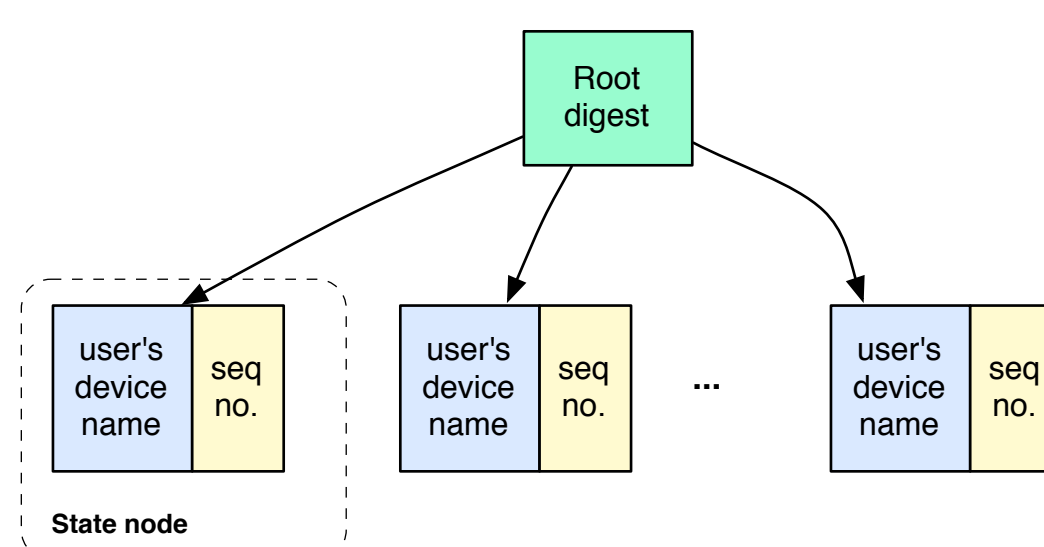 Root
digest
user's
device
name
seq
no.
user's
device
name
seq
no.
...
user's
device
name
seq
no.
State node